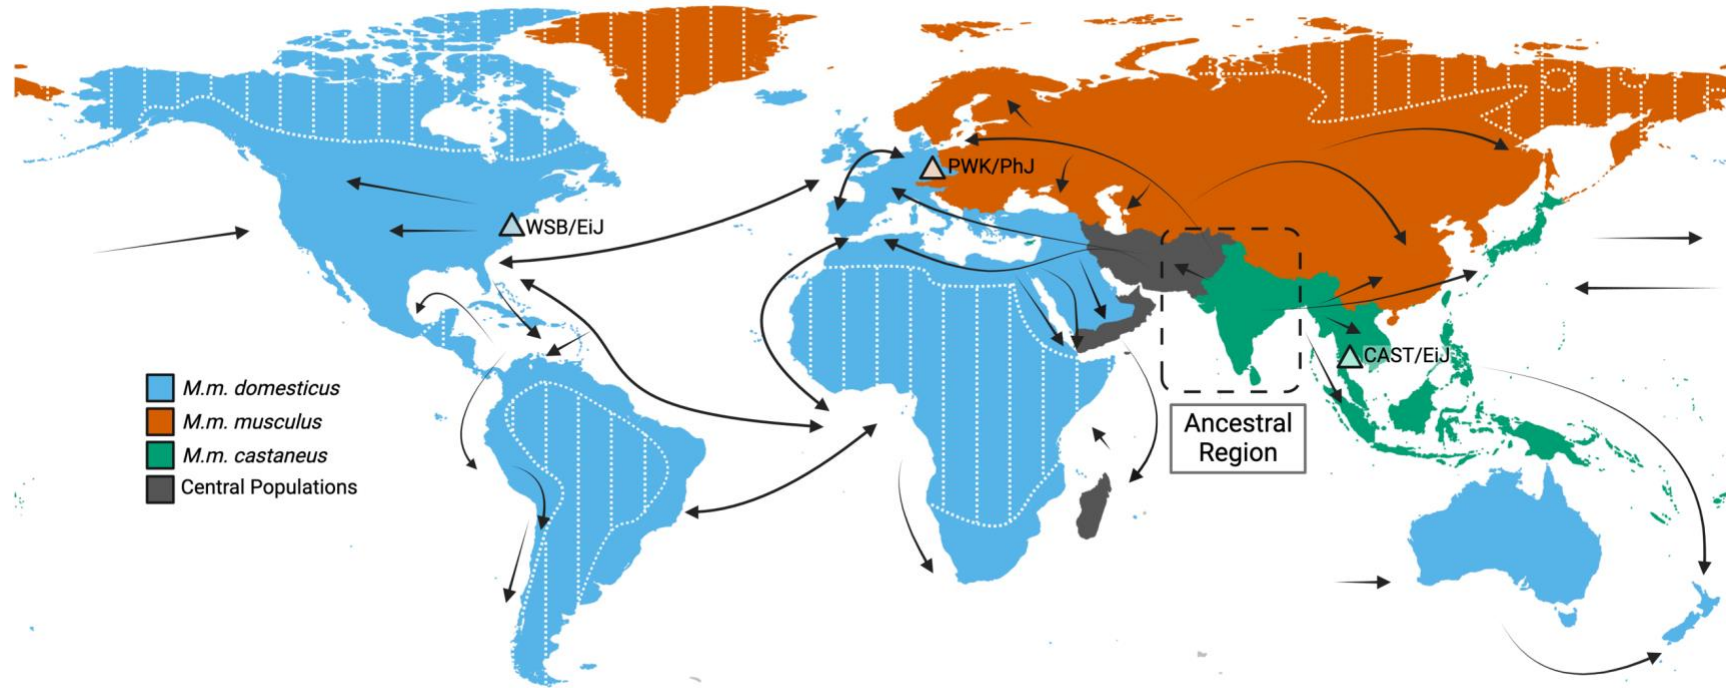 PWK/PhJ
WSB/EiJ
CAST/EiJ
M.m. domesticus
M.m. musculus
M.m. castaneus
Central Populations
Ancestral
Region